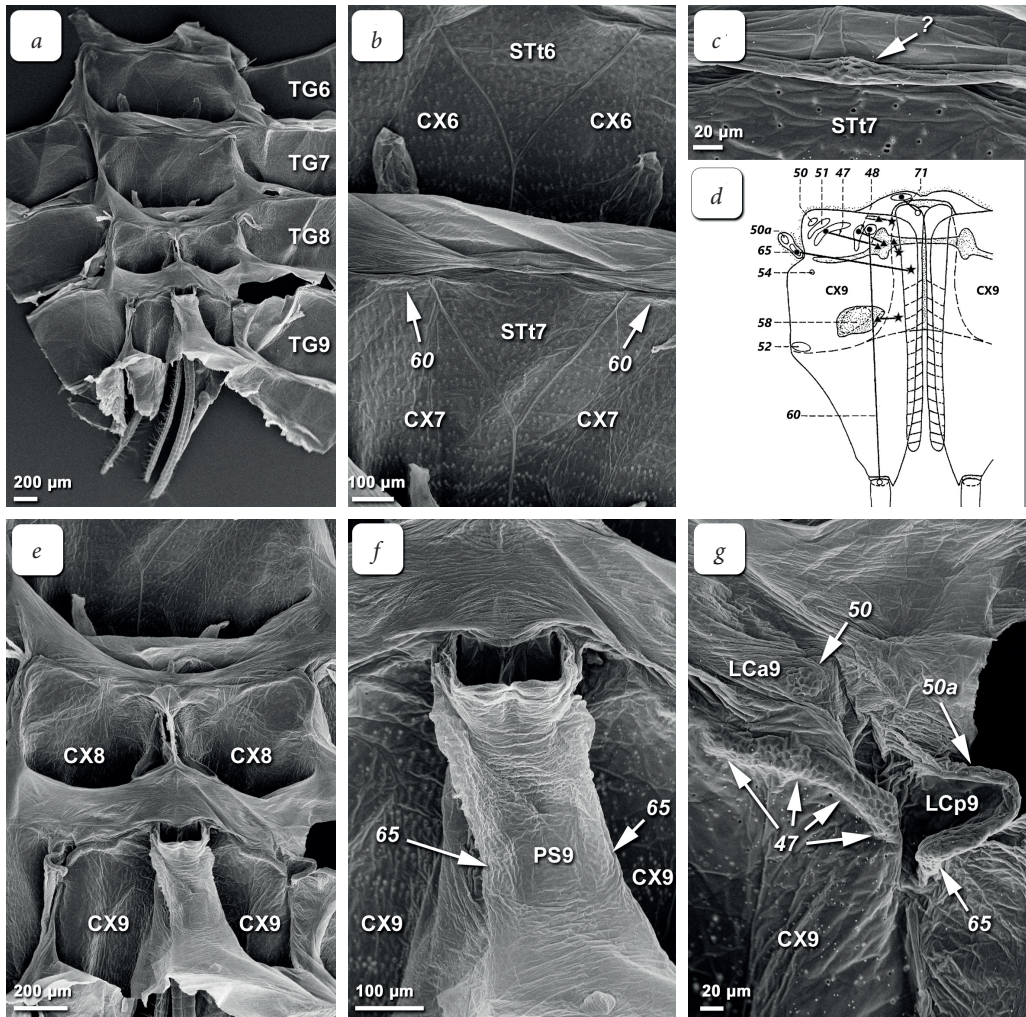 a
TG6
TG7
TG8
TG9
200 µm
b
STt6
CX6 CX6
STt7
60 60
CX7 CX7
100 µm
c
?
STt7
20 µm
d
50 51 47 48 71
50a
65
54
CX9 CX9
58
52
60
e
CX8 CX8
CX9 CX9
200 µm
f
65 65
PS9
CX9 CX9
100 µm
g
50
LCa9
50a
LCp9
47
65
CX9
20 µm